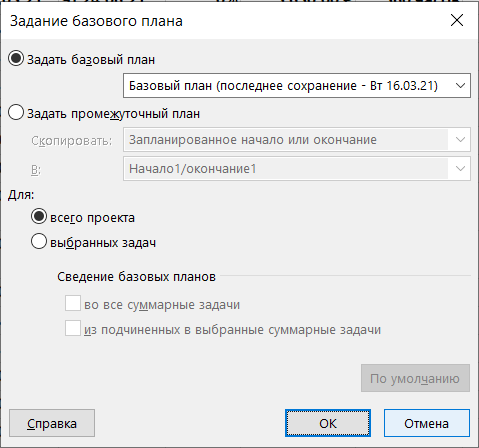 Задание базового плана
Задать базовый план
Базовый план (последнее сохранение - Вт 16.03.21)
Задать промежуточный план
Скопировать: Запланированное начало или окончание
В: Начало1/окончание1
Для:
всего проекта
выбранных задач
Сведение базовых планов
во все суммарные задачи
из подчиненных в выбранные суммарные задачи
По умолчанию
Справка ОК Отмена